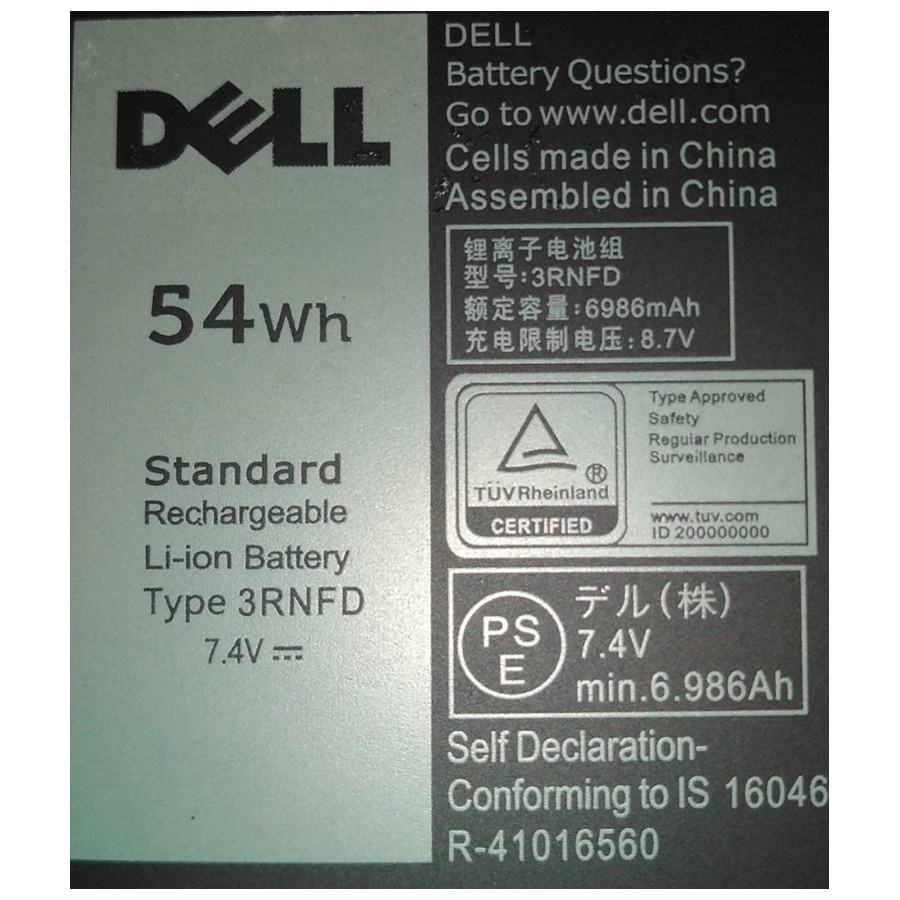 DELL
54Wh
Standard
Rechargeable
Li-ion Battery
Type 3RNFD
7.4V ⎓
DELL
Battery Questions?
Go to www.dell.com
Cells made in China
Assembled in China
锂离子电池组
型号:3RNFD
额定容量:6986mAh
充电限制电压:8.7V
TÜVRheinland ®
CERTIFIED
Type Approved
Safety
Regular Production
Surveillance
www.tuv.com
ID 200000000
PS
E
デル(株)
7.4V
min.6.986Ah
Self Declaration-
Conforming to IS 16046
R-41016560